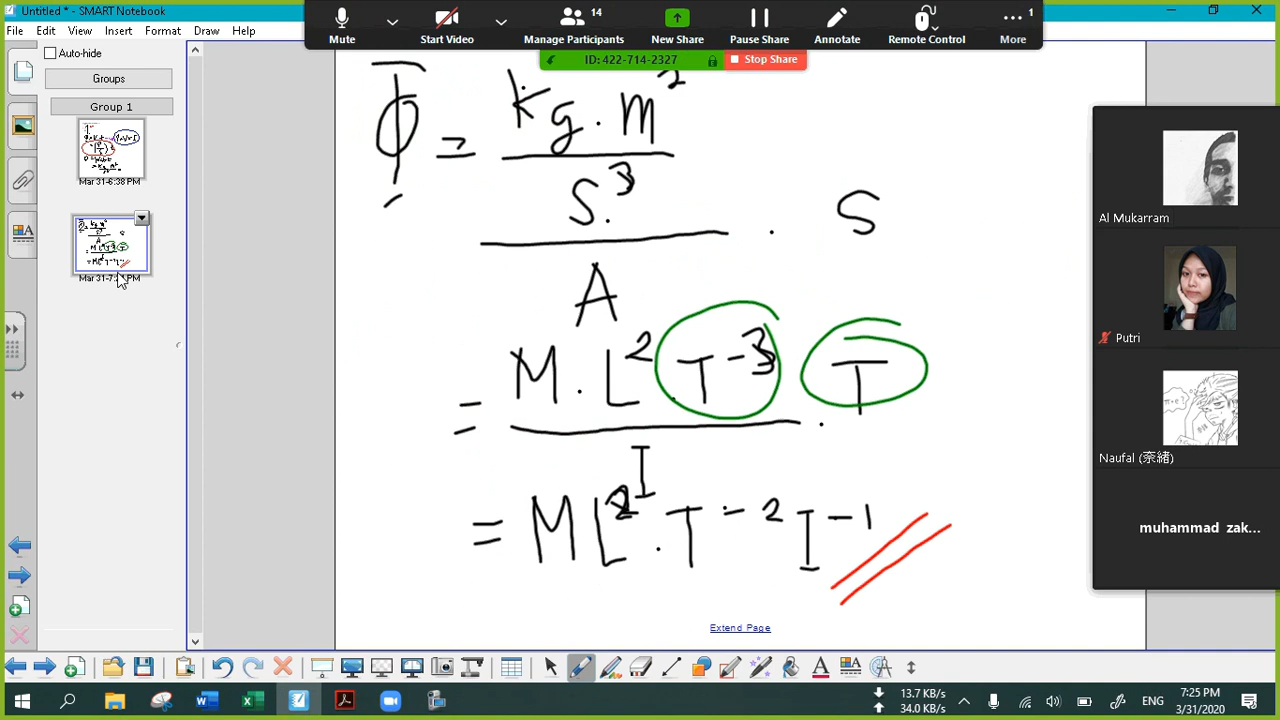 Untitled * - SMART Notebook
File Edit View Insert Format Draw Help
Mute
Start Video
14
Manage Participants
New Share
Pause Share
Annotate
Remote Control
1
More
ID: 422-714-2327
Stop Share
Auto-hide
Groups
Group 1
Mar 31-6:38 PM
Φ = kg . m²
S.³
A
. S
= M . L² T⁻³ . T
I
= ML² . T⁻² I⁻¹
Extend Page
Al Mukarram
Putri
Naufal (奈緒)
muhammad zak...
13.7 KB/s
34.0 KB/s
ENG
7:25 PM
3/31/2020